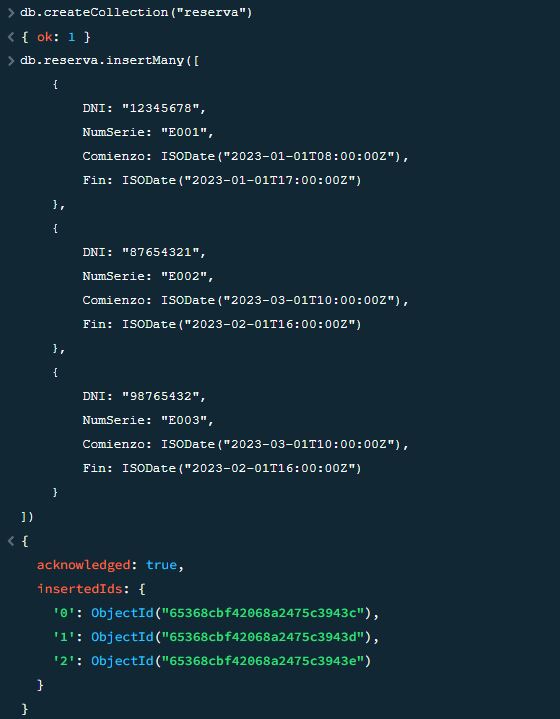 > db.createCollection("reserva")
< { ok: 1 }
> db.reserva.insertMany([
{
DNI: "12345678",
NumSerie: "E001",
Comienzo: ISODate("2023-01-01T08:00:00Z"),
Fin: ISODate("2023-01-01T17:00:00Z")
},
{
DNI: "87654321",
NumSerie: "E002",
Comienzo: ISODate("2023-03-01T10:00:00Z"),
Fin: ISODate("2023-02-01T16:00:00Z")
},
{
DNI: "98765432",
NumSerie: "E003",
Comienzo: ISODate("2023-03-01T10:00:00Z"),
Fin: ISODate("2023-02-01T16:00:00Z")
}
])
< {
acknowledged: true,
insertedIds: {
'0': ObjectId("65368cbf42068a2475c3943c"),
'1': ObjectId("65368cbf42068a2475c3943d"),
'2': ObjectId("65368cbf42068a2475c3943e")
}
}